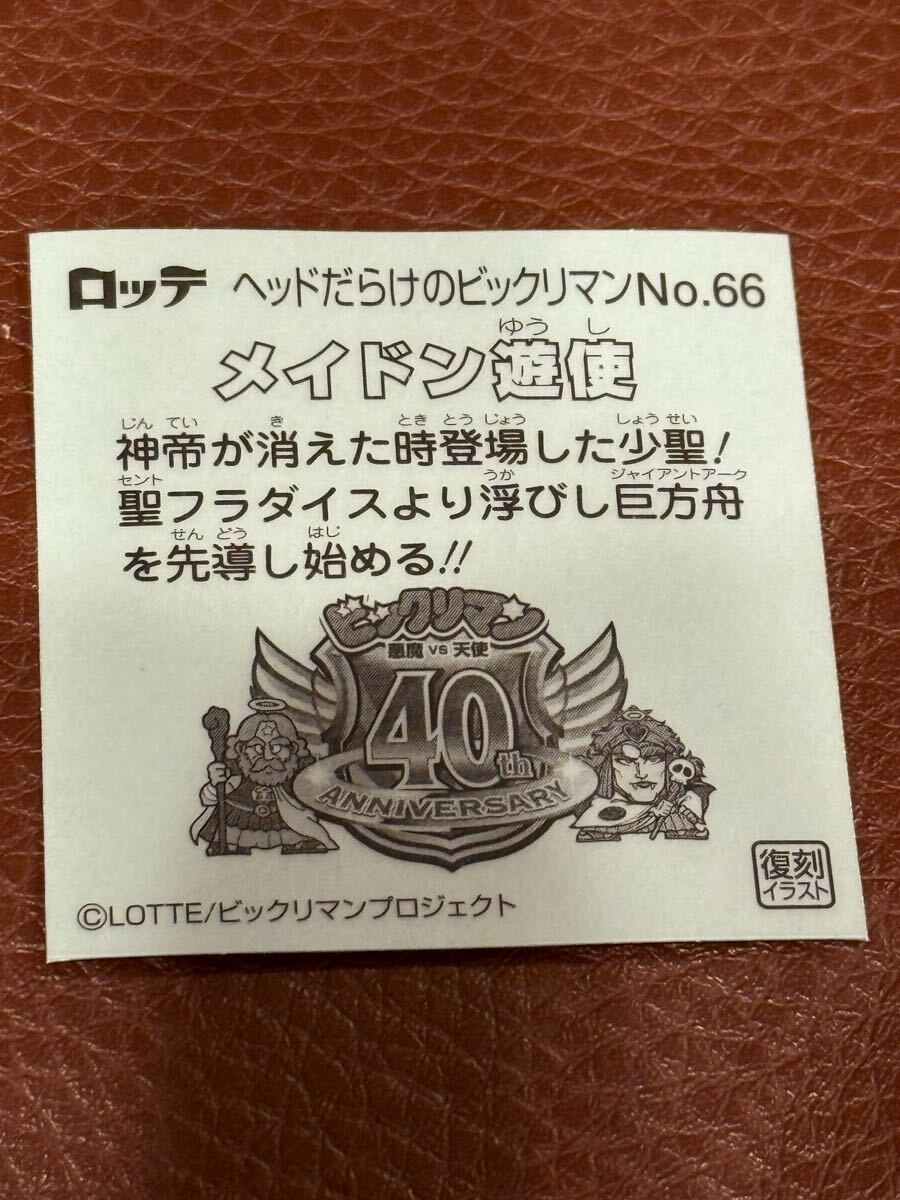 ロッテ ヘッドだらけのビックリマンNo.66
ゆう し
メイドン遊使
じん てい き とき とう じょう しょう せい
神帝が消えた時登場した少聖!
セント うか ジャイアントアーク
聖フラダイスより浮びし巨方舟
せん どう はじ
を先導し始める!!
ビックリマン
悪魔 VS 天使
40th
ANNIVERSARY
復刻
イラスト
©LOTTE/ビックリマンプロジェクト